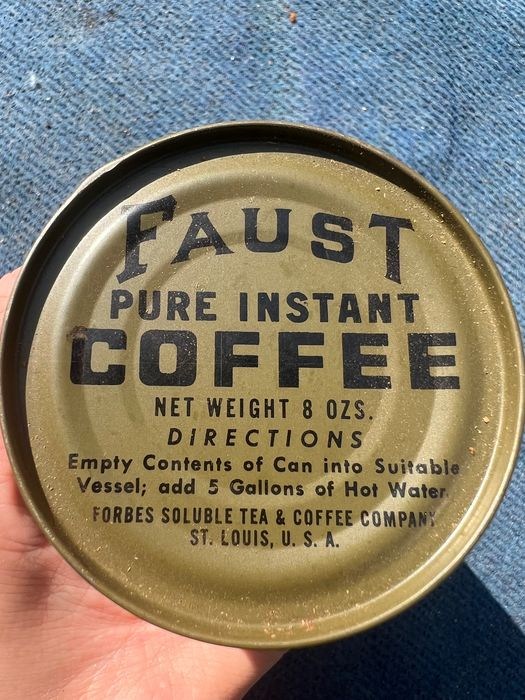 FAUST
PURE INSTANT
COFFEE
NET WEIGHT 8 OZS.
DIRECTIONS
Empty Contents of Can into Suitable
Vessel; add 5 Gallons of Hot Water.
FORBES SOLUBLE TEA & COFFEE COMPANY
ST. LOUIS, U. S. A.